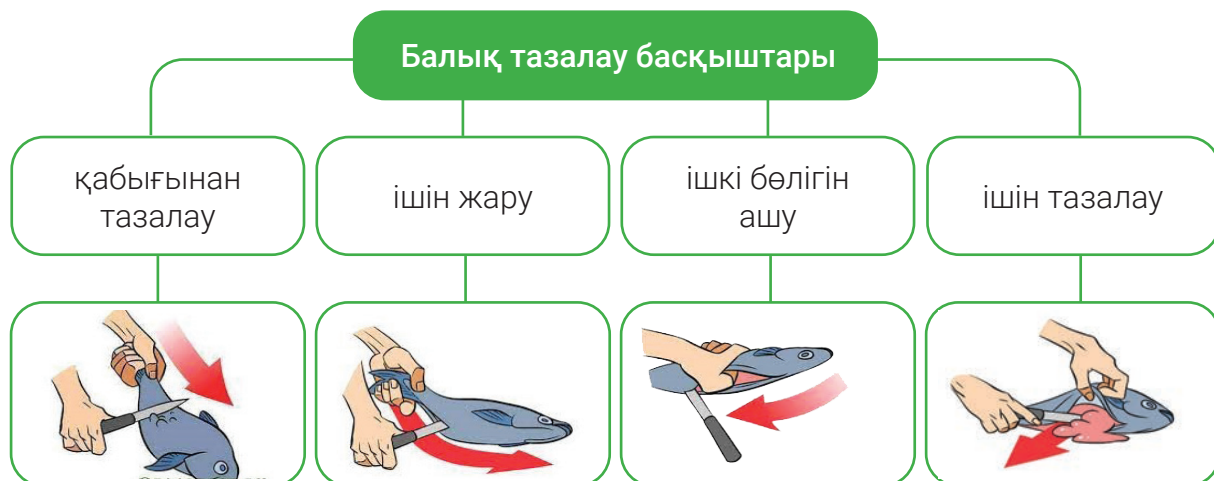 Балық тазалау басқыштары
қабығынан
тазалау
ішін жару
ішкі бөлігін
ашу
ішін тазалау